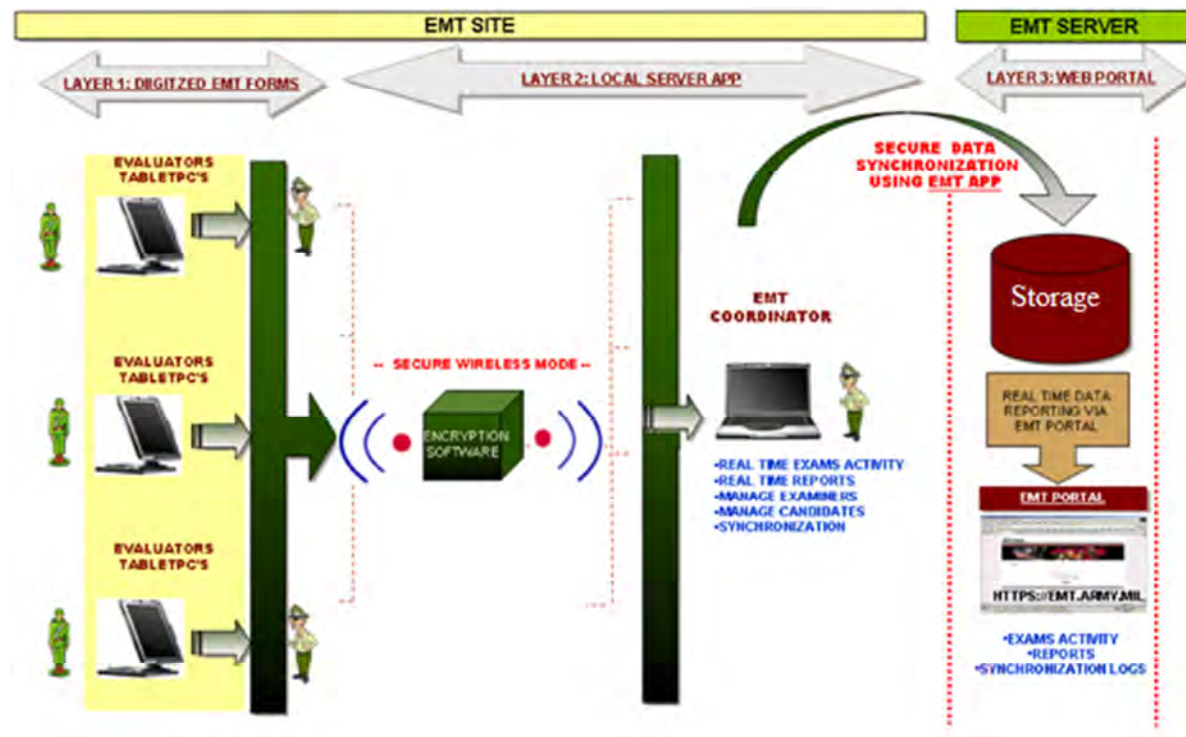 EMT SITE
EMT SERVER
LAYER 1: DIIGITZED EMT FORMS
LAYER 2: LOCAL SERVER APP
LAYER 3: WEB PORTAL
EVALUATORS
TABLETPC'S
EVALUATORS
TABLETPC'S
EVALUATORS
TABLETPC'S
-- SECURE WIRELESS MODE --
ENCRYPTION
SOFTWARE
EMT
COORDINATOR
•REAL TIME EXAMS ACTIVITY
•REAL TIME REPORTS
•MANAGE EXAMINERS
•MANAGE CANDIDATES
•SYNCHRONIZATION
SECURE DATA
SYNCHRONIZATION
USING EMT APP
Storage
REAL TIME DATA
REPORTING VIA
EMT PORTAL
EMT PORTAL
HTTPS://EMT.ARMY.MIL
•EXAMS ACTIVITY
•REPORTS
•SYNCHRONIZATION LOGS